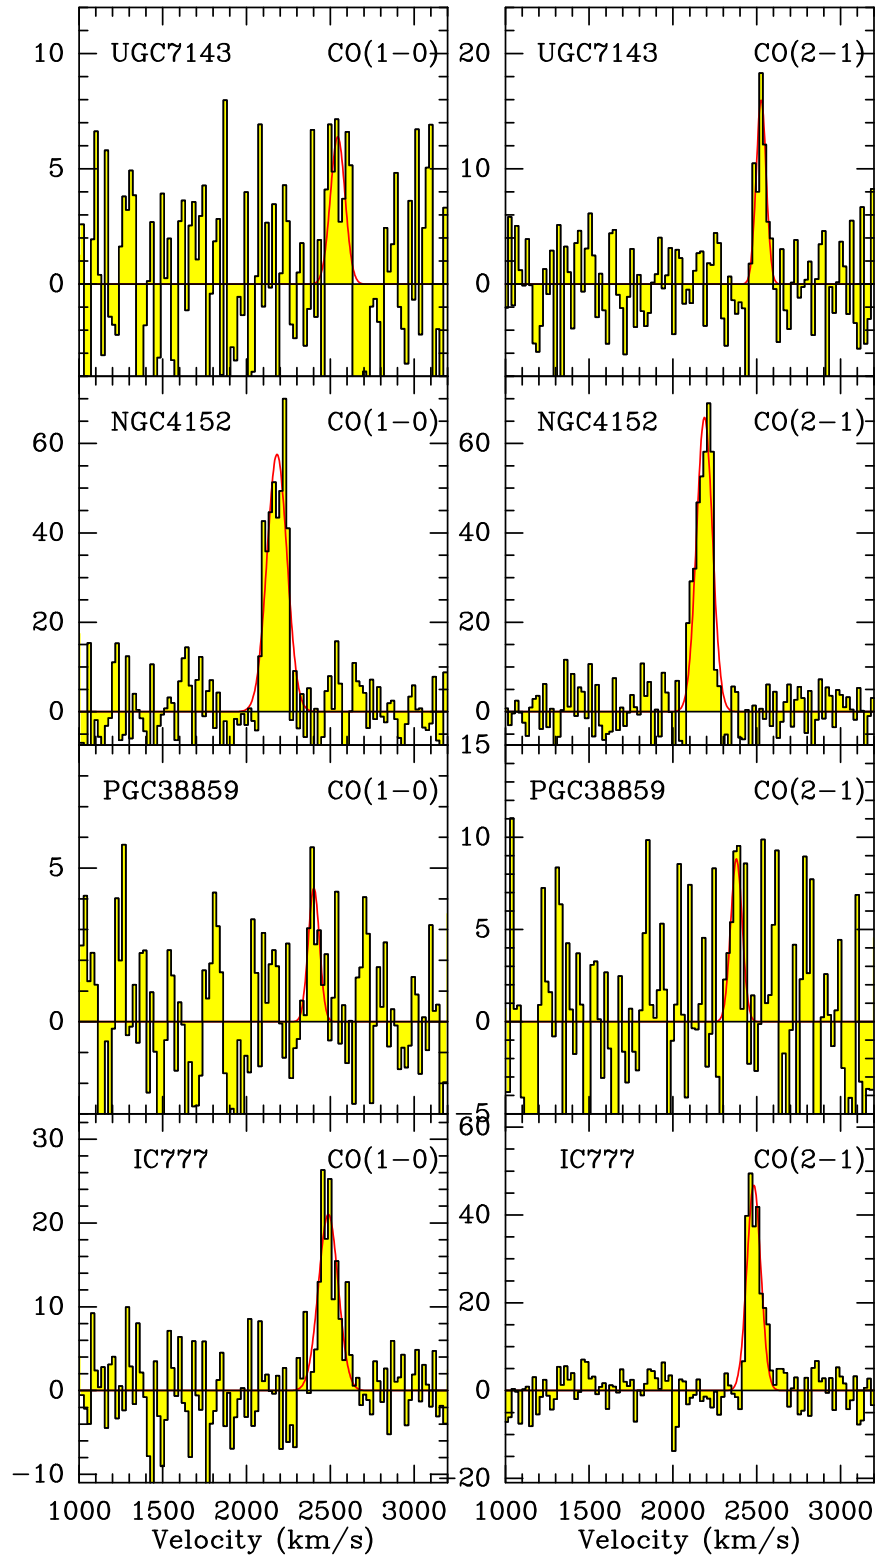 UGC7143 CO(1−0)
10
5
0
UGC7143 CO(2−1)
20
10
0
NGC4152 CO(1−0)
60
40
20
0
NGC4152 CO(2−1)
60
40
20
0
PGC38859 CO(1−0)
5
0
PGC38859 CO(2−1)
15
10
5
0
−5
IC777 CO(1−0)
30
20
10
0
−10
IC777 CO(2−1)
60
40
20
0
−20
1000 1500 2000 2500 3000
Velocity (km/s)
1000 1500 2000 2500 3000
Velocity (km/s)